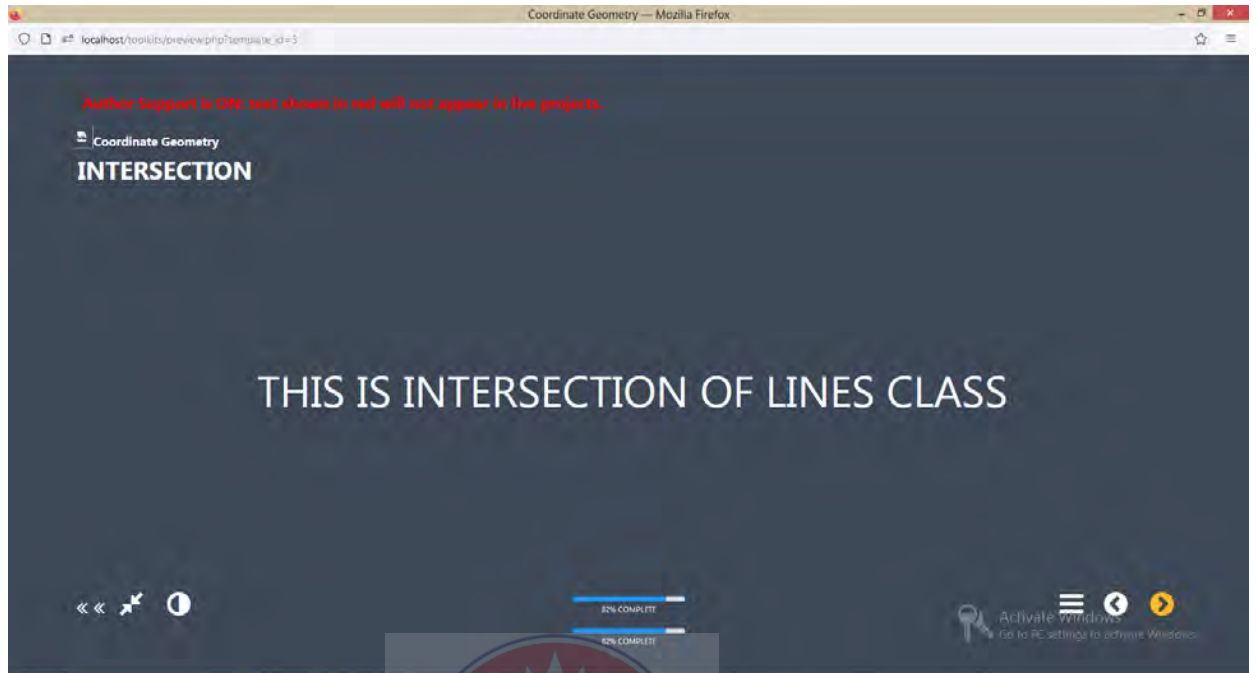 Coordinate Geometry — Mozilla Firefox
localhost/toolkits/preview.php?template_id=3
Author Support is ON: text shown in red will not appear in live projects.
Coordinate Geometry
INTERSECTION
THIS IS INTERSECTION OF LINES CLASS
82% COMPLETE
82% COMPLETE
Activate Windows
Go to PC settings to activate Windows.